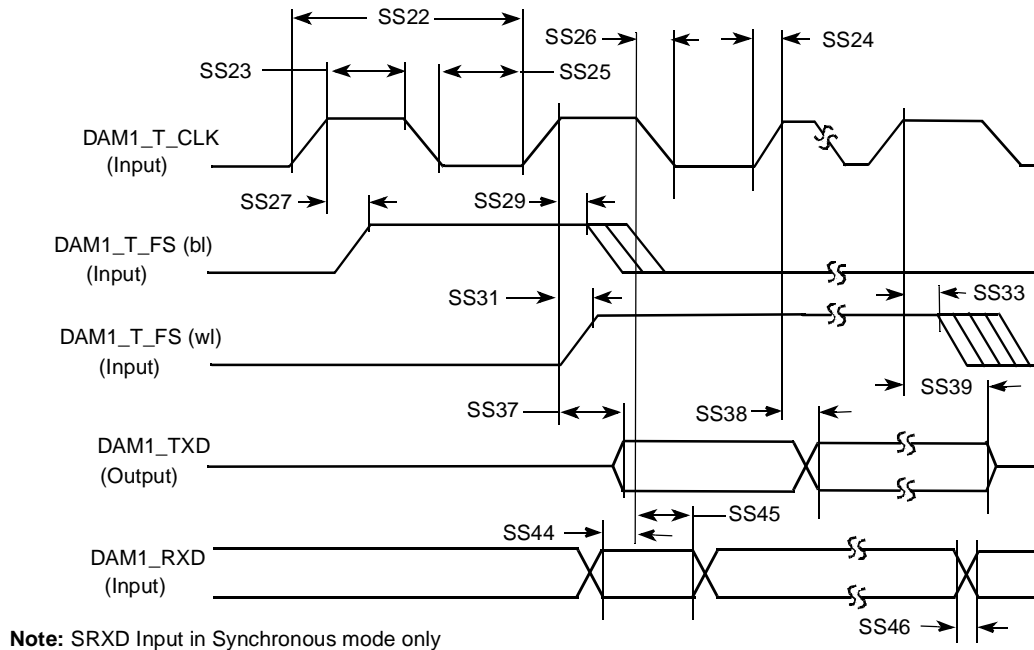 SS22
SS26
SS24
SS23
SS25
DAM1_T_CLK
(Input)
SS27
SS29
DAM1_T_FS (bl)
(Input)
SS31
SS33
DAM1_T_FS (wl)
(Input)
SS39
SS37
SS38
DAM1_TXD
(Output)
SS45
SS44
DAM1_RXD
(Input)
SS46
Note: SRXD Input in Synchronous mode only